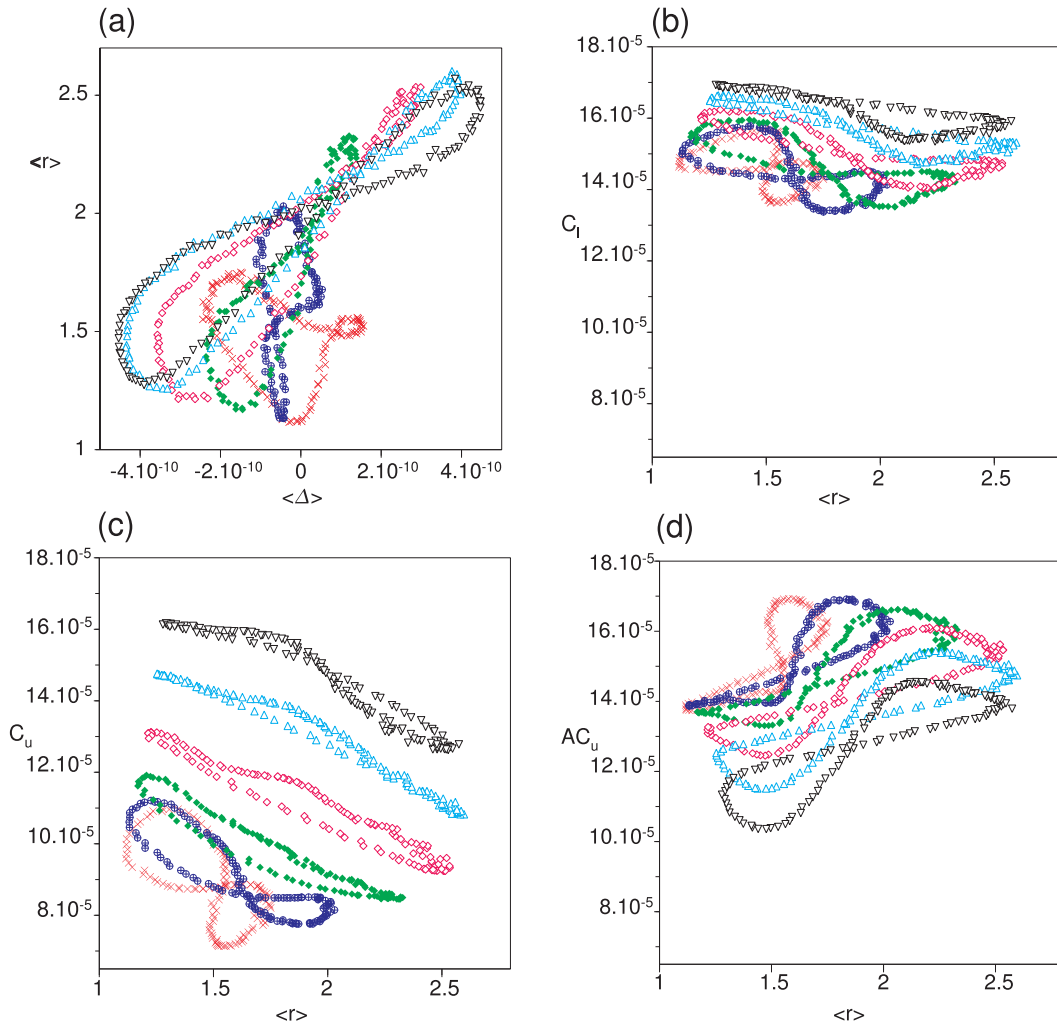 (a)
2.5
<r>
2
1.5
1
-4.10⁻¹⁰ -2.10⁻¹⁰ 0 2.10⁻¹⁰ 4.10⁻¹⁰
<Δ>
(b)
18.10⁻⁵
16.10⁻⁵
14.10⁻⁵
C_l
12.10⁻⁵
10.10⁻⁵
8.10⁻⁵
1 1.5 2 2.5
<r>
(c)
18.10⁻⁵
16.10⁻⁵
14.10⁻⁵
C_u
12.10⁻⁵
10.10⁻⁵
8.10⁻⁵
1 1.5 2 2.5
<r>
(d)
18.10⁻⁵
16.10⁻⁵
14.10⁻⁵
AC_u
12.10⁻⁵
10.10⁻⁵
8.10⁻⁵
1 1.5 2 2.5
<r>